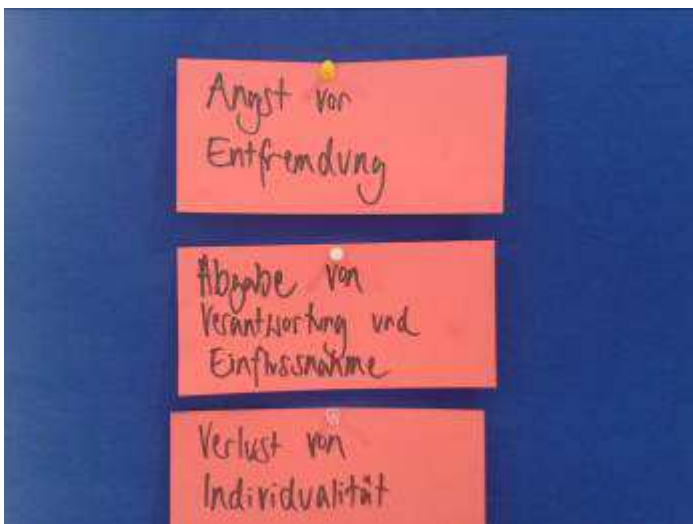 Angst vor
Entfremdung
Abgabe von
Verantwortung und
Einflussnahme
Verlust von
Individualität